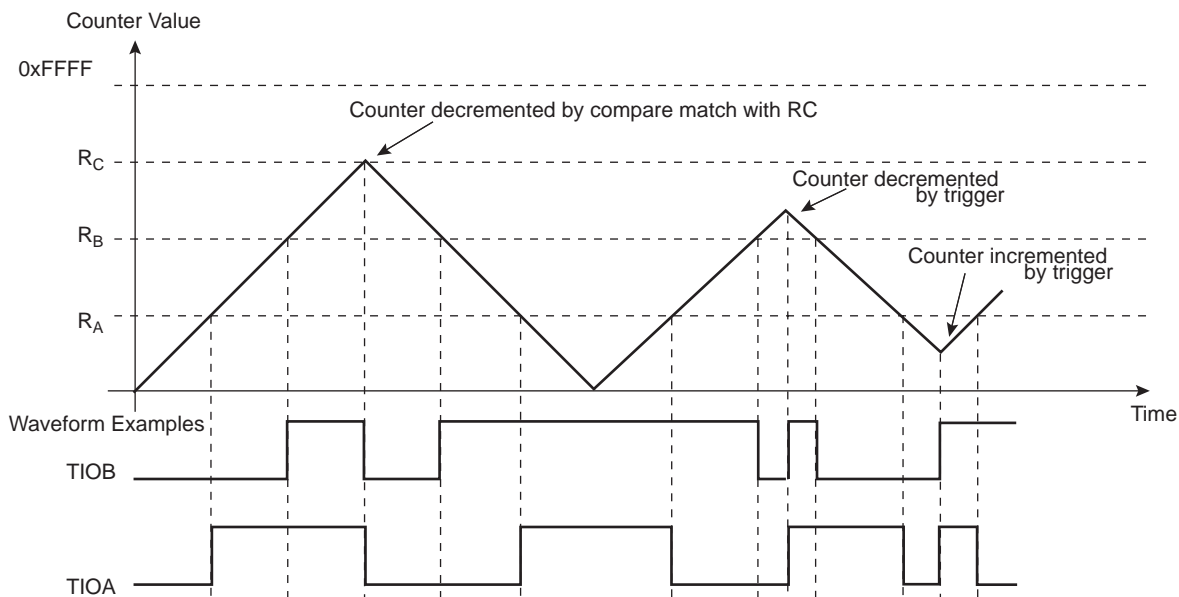 Counter Value
0xFFFF
Counter decremented by compare match with RC
RC
Counter decremented
by trigger
RB
Counter incremented
by trigger
RA
Time
Waveform Examples
TIOB
TIOA